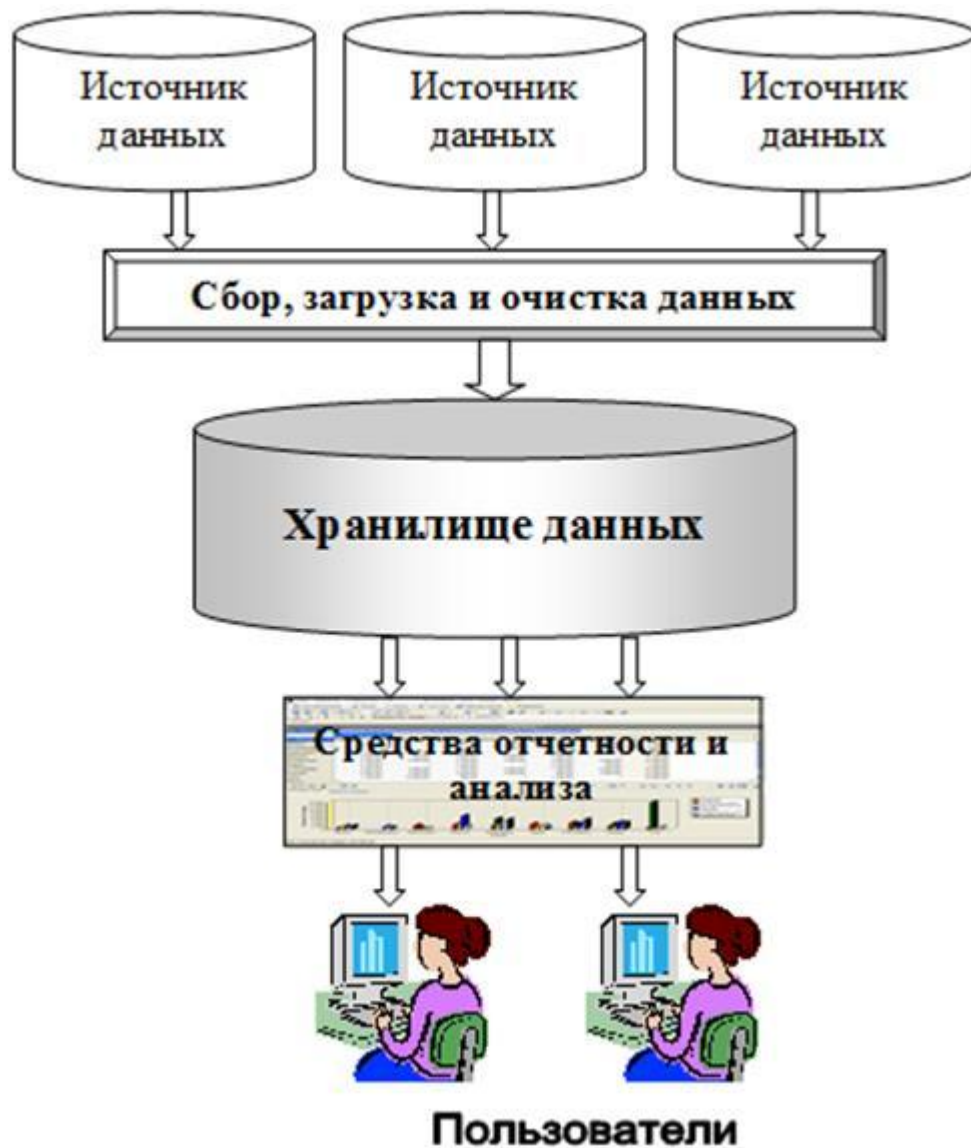 Источник
данных
Источник
данных
Источник
данных
Сбор, загрузка и очистка данных
Хранилище данных
Средства отчетности и
анализа
Пользователи